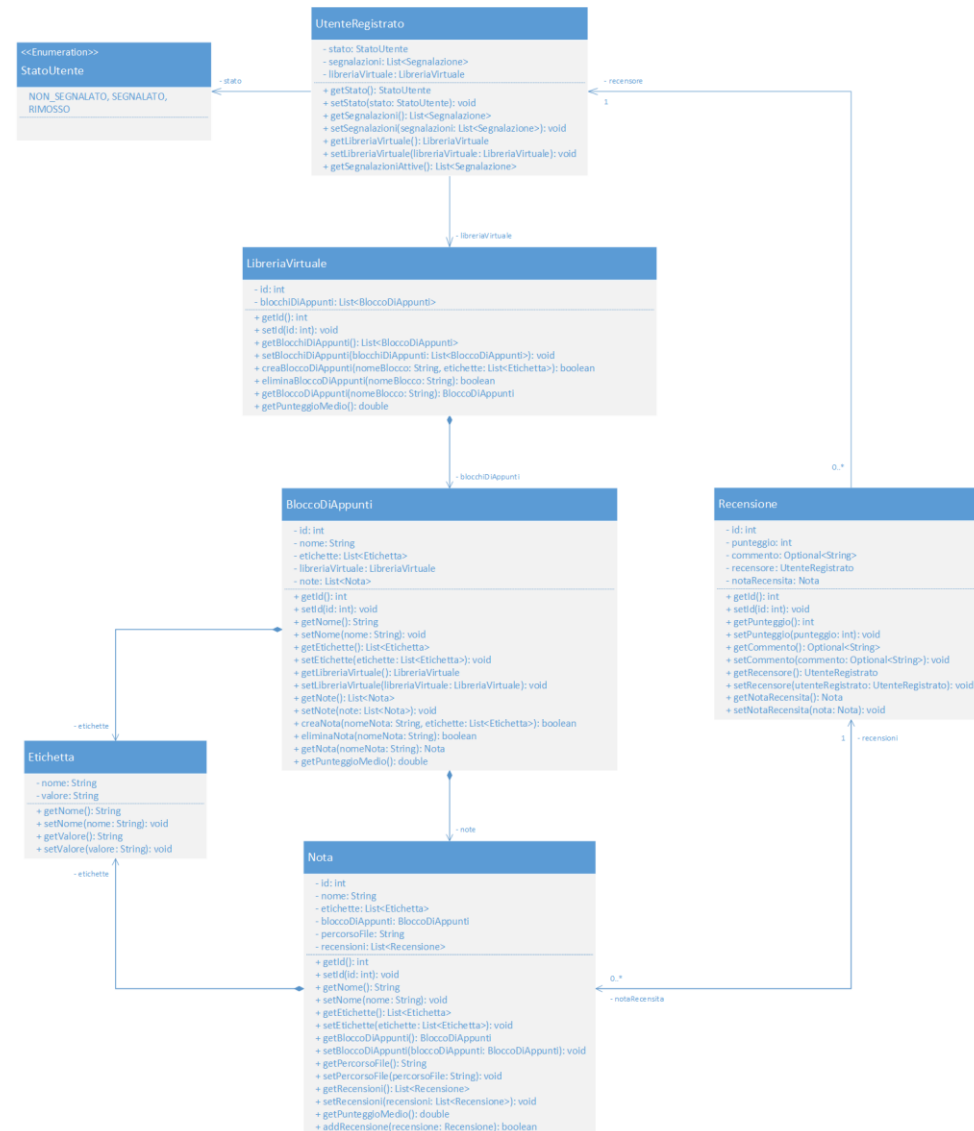 UtenteRegistrato
- stato: StatoUtente
- segnalazioni: List<Segnalazione>
- libreriaVirtuale: LibreriaVirtuale
+ getStato(): StatoUtente
+ setStato(stato: StatoUtente): void
+ getSegnalazioni(): List<Segnalazione>
+ setSegnalazioni(segnalazioni: List<Segnalazione>): void
+ getLibreriaVirtuale(): LibreriaVirtuale
+ setLibreriaVirtuale(libreriaVirtuale: LibreriaVirtuale): void
+ getSegnalazioniAttive(): List<Segnalazione>
<<Enumeration>>
StatoUtente
NON_SEGNALATO, SEGNALATO,
RIMOSSO
- stato
- recensore
1
- libreriaVirtuale
LibreriaVirtuale
- id: int
- blocchiDiAppunti: List<BloccoDiAppunti>
+ getId(): int
+ setId(id: int): void
+ getBlocchiDiAppunti(): List<BloccoDiAppunti>
+ setBlocchiDiAppunti(blocchiDiAppunti: List<BloccoDiAppunti>): void
+ creaBloccoDiAppunti(nomeBlocco: String, etichette: List<Etichetta>): boolean
+ eliminaBloccoDiAppunti(nomeBlocco: String): boolean
+ getBloccoDiAppunti(nomeBlocco: String): BloccoDiAppunti
+ getPunteggioMedio(): double
- blocchiDiAppunti
0..*
BloccoDiAppunti
- id: int
- nome: String
- etichette: List<Etichetta>
- libreriaVirtuale: LibreriaVirtuale
- note: List<Nota>
+ getId(): int
+ setId(id: int): void
+ getNome(): String
+ setNome(nome: String): void
+ getEtichette(): List<Etichetta>
+ setEtichette(etichette: List<Etichetta>): void
+ getLibreriaVirtuale(): LibreriaVirtuale
+ setLibreriaVirtuale(libreriaVirtuale: LibreriaVirtuale): void
+ getNote(): List<Nota>
+ setNote(note: List<Nota>): void
+ creaNota(nomeNota: String, etichette: List<Etichetta>): boolean
+ eliminaNota(nomeNota: String): boolean
+ getNota(nomeNota: String): Nota
+ getPunteggioMedio(): double
Recensione
- id: int
- punteggio: int
- commento: Optional<String>
- recensore: UtenteRegistrato
- notaRecensita: Nota
+ getId(): int
+ setId(id: int): void
+ getPunteggio(): int
+ setPunteggio(punteggio: int): void
+ getCommento(): Optional<String>
+ setCommento(commento: Optional<String>): void
+ getRecensore(): UtenteRegistrato
+ setRecensore(utenteRegistrato: UtenteRegistrato): void
+ getNotaRecensita(): Nota
+ setNotaRecensita(nota: Nota): void
- etichette
1
- recensioni
Etichetta
- nome: String
- valore: String
+ getNome(): String
+ setNome(nome: String): void
+ getValore(): String
+ setValore(valore: String): void
- etichette
- note
Nota
- id: int
- nome: String
- etichette: List<Etichetta>
- bloccoDiAppunti: BloccoDiAppunti
- percorsoFile: String
- recensioni: List<Recensione>
+ getId(): int
+ setId(id: int): void
+ getNome(): String
+ setNome(nome: String): void
+ getEtichette(): List<Etichetta>
+ setEtichette(etichette: List<Etichetta>): void
+ getBloccoDiAppunti(): BloccoDiAppunti
+ setBloccoDiAppunti(bloccoDiAppunti: BloccoDiAppunti): void
+ getPercorsoFile(): String
+ setPercorsoFile(percorsoFile: String): void
+ getRecensioni(): List<Recensione>
+ setRecensioni(recensioni: List<Recensione>): void
+ getPunteggioMedio(): double
+ addRecensione(recensione: Recensione): boolean
0..*
- notaRecensita